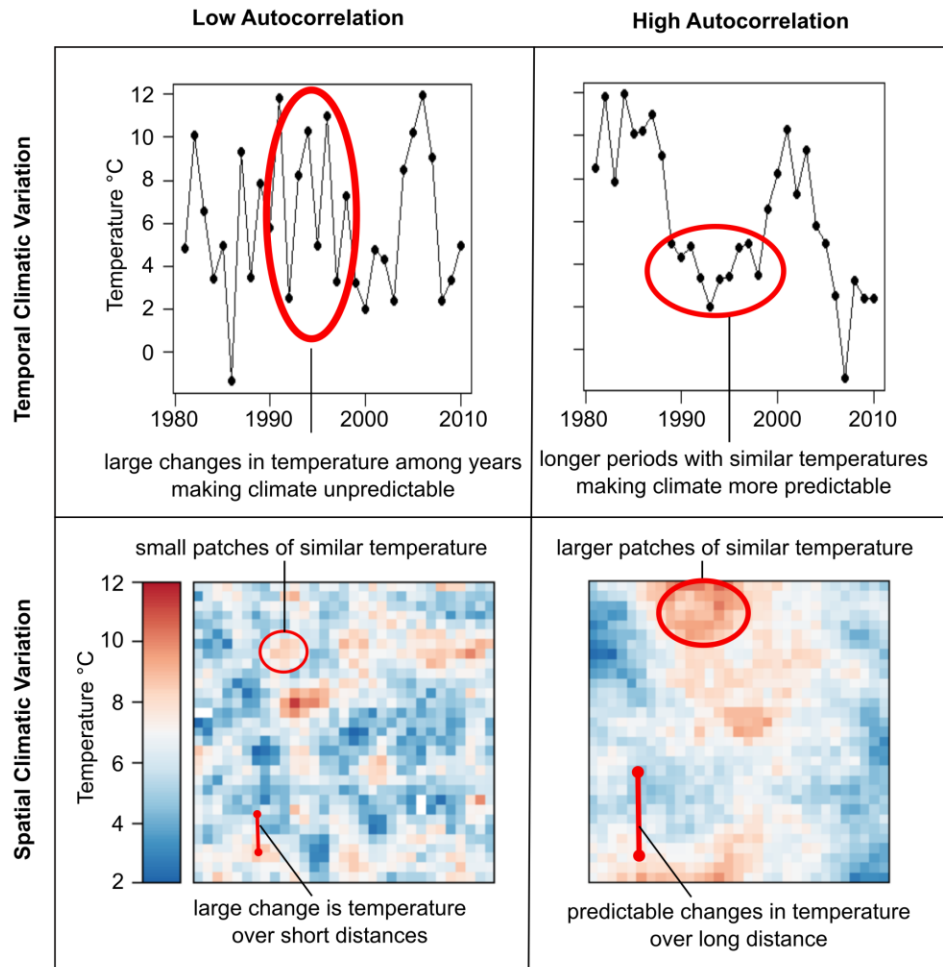 Low Autocorrelation
High Autocorrelation
Temporal Climatic Variation
Temperature °C
12
10
8
6
4
2
0
1980
1990
2000
2010
1980
1990
2000
2010
large changes in temperature among years
making climate unpredictable
longer periods with similar temperatures
making climate more predictable
Spatial Climatic Variation
small patches of similar temperature
larger patches of similar temperature
Temperature °C
12
10
8
6
4
2
large change is temperature
over short distances
predictable changes in temperature
over long distance